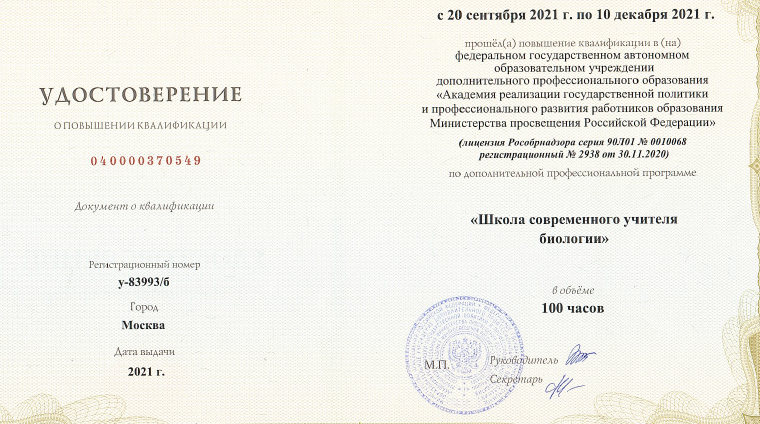 УДОСТОВЕРЕНИЕ
О ПОВЫШЕНИИ КВАЛИФИКАЦИИ
040000370549
Документ о квалификации
Регистрационный номер
у-83993/б
Город
Москва
Дата выдачи
2021 г.
с 20 сентября 2021 г. по 10 декабря 2021 г.
прошёл(а) повышение квалификации в (на)
федеральном государственном автономном
образовательном учреждении
дополнительного профессионального образования
«Академия реализации государственной политики
и профессионального развития работников образования
Министерства просвещения Российской Федерации»
(лицензия Рособрнадзора серия 90Л01 № 0010068
регистрационный № 2938 от 30.11.2020)
по дополнительной профессиональной программе
«Школа современного учителя
биологии»
в объёме
100 часов
М.П.
Руководитель
Секретарь